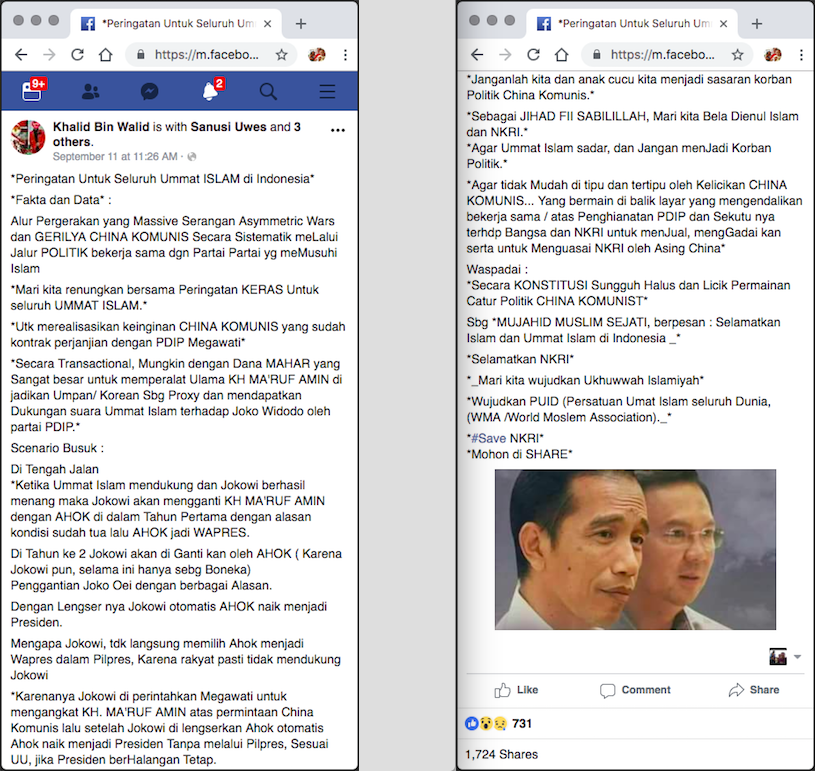 *Peringatan Untuk Seluruh Um
https://m.facebo...
9+
2
Khalid Bin Walid is with Sanusi Uwes and 3
others.
September 11 at 11:26 AM ·
*Peringatan Untuk Seluruh Ummat ISLAM di Indonesia*
*Fakta dan Data* :
Alur Pergerakan yang Massive Serangan Asymmetric Wars
dan GERILYA CHINA KOMUNIS Secara Sistematik meLalui
Jalur POLITIK bekerja sama dgn Partai Partai yg meMusuhi
Islam
*Mari kita renungkan bersama Peringatan KERAS Untuk
seluruh UMMAT ISLAM.*
*Utk merealisasikan keinginan CHINA KOMUNIS yang sudah
kontrak perjanjian dengan PDIP Megawati*
*Secara Transactional, Mungkin dengan Dana MAHAR yang
Sangat besar untuk memperalat Ulama KH MA'RUF AMIN di
jadikan Umpan/ Korean Sbg Proxy dan mendapatkan
Dukungan suara Ummat Islam terhadap Joko Widodo oleh
partai PDIP.*
Scenario Busuk :
Di Tengah Jalan
*Ketika Ummat Islam mendukung dan Jokowi berhasil
menang maka Jokowi akan mengganti KH MA'RUF AMIN
dengan AHOK di dalam Tahun Pertama dengan alasan
kondisi sudah tua lalu AHOK jadi WAPRES.
Di Tahun ke 2 Jokowi akan di Ganti kan oleh AHOK ( Karena
Jokowi pun, selama ini hanya sebg Boneka)
Penggantian Joko Oei dengan berbagai Alasan.
Dengan Lengser nya Jokowi otomatis AHOK naik menjadi
Presiden.
Mengapa Jokowi, tdk langsung memilih Ahok menjadi
Wapres dalam Pilpres, Karena rakyat pasti tidak mendukung
Jokowi
*Karenanya Jokowi di perintahkan Megawati untuk
mengangkat KH. MA'RUF AMIN atas permintaan China
Komunis lalu setelah Jokowi di lengserkan Ahok otomatis
Ahok naik menjadi Presiden Tanpa melalui Pilpres, Sesuai
UU, jika Presiden berHalangan Tetap.
*Peringatan Untuk Seluruh Um
https://m.facebo...
*Janganlah kita dan anak cucu kita menjadi sasaran korban
Politik China Komunis.*
*Sebagai JIHAD FII SABILILLAH, Mari kita Bela Dienul Islam
dan NKRI.*
*Agar Ummat Islam sadar, dan Jangan menJadi Korban
Politik.*
*Agar tidak Mudah di tipu dan tertipu oleh Kelicikan CHINA
KOMUNIS... Yang bermain di balik layar yang mengendalikan
bekerja sama / atas Penghianatan PDIP dan Sekutu nya
terhdp Bangsa dan NKRI untuk menJual, mengGadai kan
serta untuk Menguasai NKRI oleh Asing China*
Waspadai :
*Secara KONSTITUSI Sungguh Halus dan Licik Permainan
Catur Politik CHINA KOMUNIST*
Sbg *MUJAHID MUSLIM SEJATI, berpesan : Selamatkan
Islam dan Ummat Islam di Indonesia _*
*Selamatkan NKRI*
*_Mari kita wujudkan Ukhuwwah Islamiyah*
*Wujudkan PUID (Persatuan Umat Islam seluruh Dunia,
(WMA /World Moslem Association)._*
*#Save NKRI*
*Mohon di SHARE*
Like
Comment
Share
731
1,724 Shares